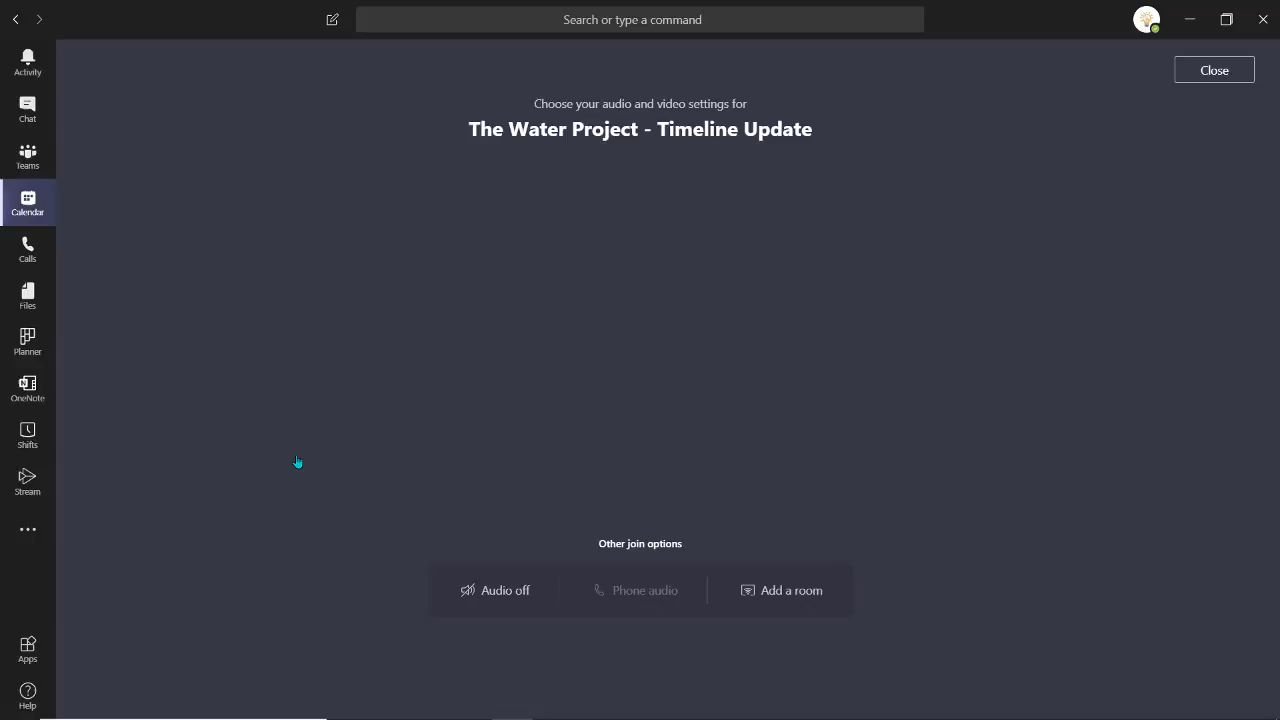 Search or type a command
Activity
Chat
Teams
Calendar
Calls
Files
Planner
OneNote
Shifts
Stream
Apps
Help
Close
Choose your audio and video settings for
The Water Project - Timeline Update
Other join options
Audio off
Phone audio
Add a room